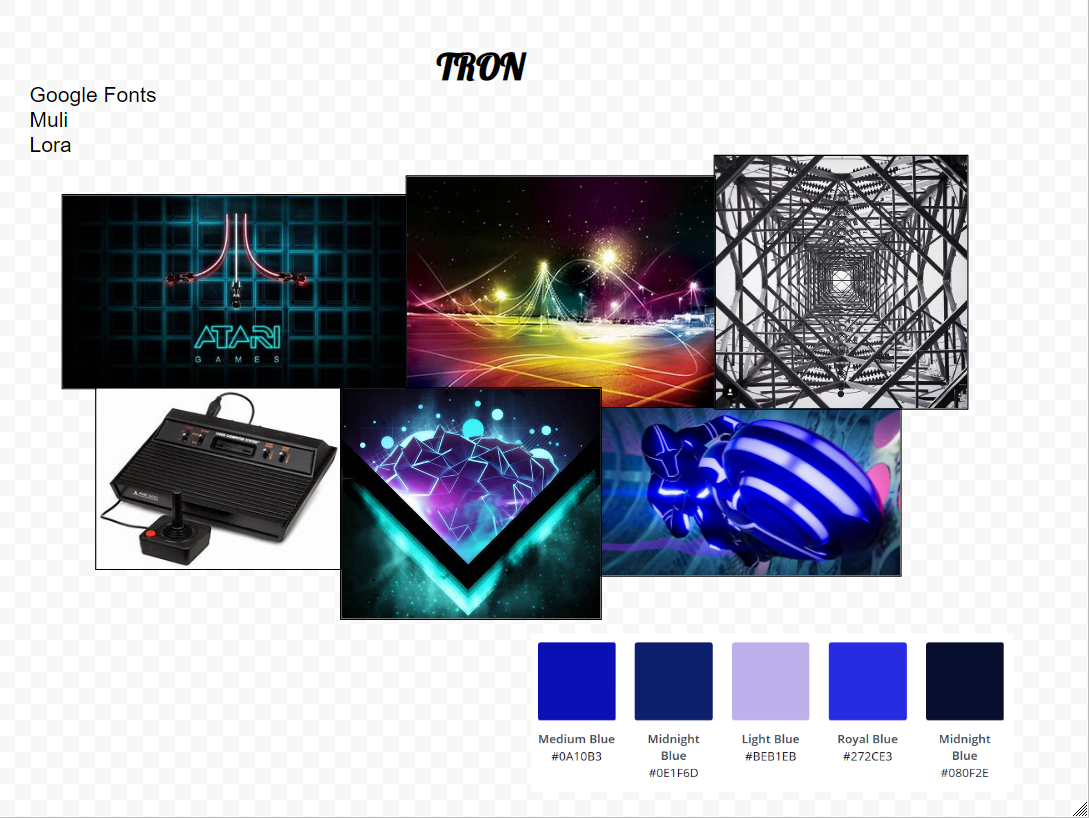 TRON
Google Fonts
Muli
Lora
ATARI
GAMES
Medium Blue
#0A10B3
Midnight
Blue
#0E1F6D
Light Blue
#BEB1EB
Royal Blue
#272CE3
Midnight
Blue
#080F2E